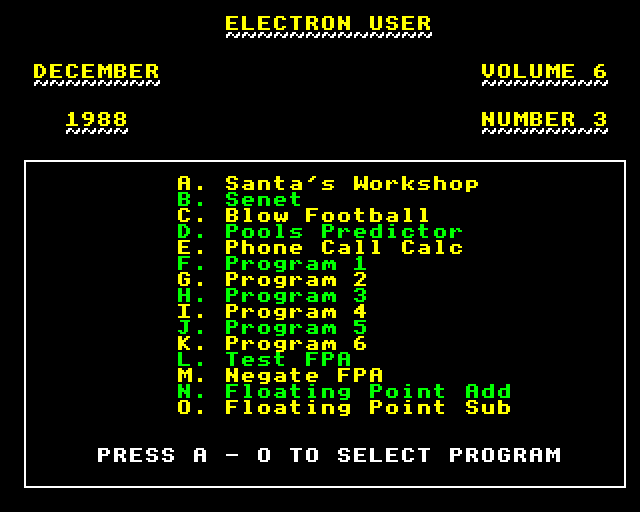 ELECTRON USER
DECEMBER VOLUME 6
1988 NUMBER 3
A. Santa's Workshop
B. Senet
C. Blow Football
D. Pools Predictor
E. Phone Call Calc
F. Program 1
G. Program 2
H. Program 3
I. Program 4
J. Program 5
K. Program 6
L. Test FPA
M. Negate FPA
N. Floating Point Add
O. Floating Point Sub
PRESS A - O TO SELECT PROGRAM